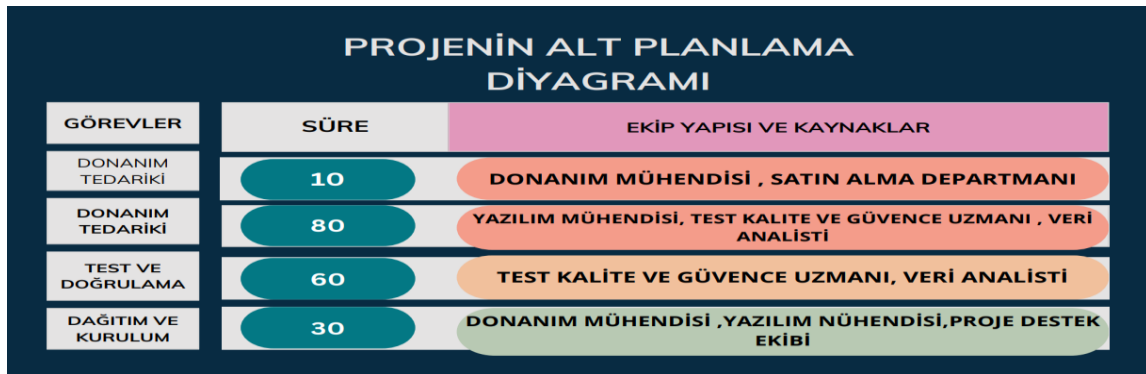 PROJENİN ALT PLANLAMA
DİYAGRAMI
GÖREVLER
SÜRE
EKİP YAPISI VE KAYNAKLAR
DONANIM
TEDARİKİ
10
DONANIM MÜHENDİSİ , SATIN ALMA DEPARTMANI
DONANIM
TEDARİKİ
80
YAZILIM MÜHENDİSİ, TEST KALITE VE GÜVENCE UZMANI , VERİ
ANALİSTİ
TEST VE
DOĞRULAMA
60
TEST KALİTE VE GÜVENCE UZMANI, VERİ ANALİSTİ
DAĞITIM VE
KURULUM
30
DONANIM MÜHENDİSİ ,YAZILIM NÜHENDİSİ,PROJE DESTEK
EKİBİ